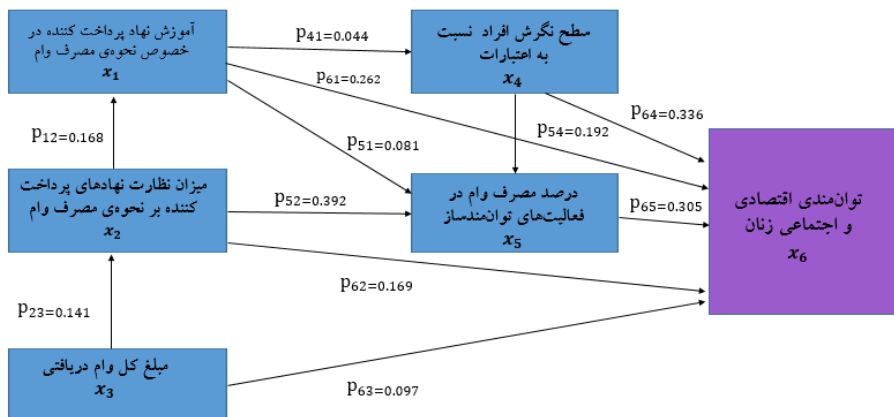 آموزش نهاد پرداخت کننده در
خصوص نحوه‌ی مصرف وام
x₁
p₄₁₌₀.₀₄₄
سطح نگرش افراد نسبت
به اعتبارات
x₄
p₆₁₌₀.₂₆₂
p₆₄₌₀.₃₃₆
p₅₄₌₀.₁₉₂
p₁₂₌₀.₁₆₈
p₅₁₌₀.₀₈₁
میزان نظارت نهادهای پرداخت
کننده بر نحوه‌ی مصرف وام
x₂
p₅₂₌₀.₃₉₂
درصد مصرف وام در
فعالیت‌های توان‌مندساز
x₅
p₆₅₌₀.₃₀₅
توان‌مندی اقتصادی
و اجتماعی زنان
x₆
p₆₂₌₀.₁₆₉
p₂₃₌₀.₁₄₁
مبلغ کل وام دریافتی
x₃
p₆₃₌₀.₀₉₇